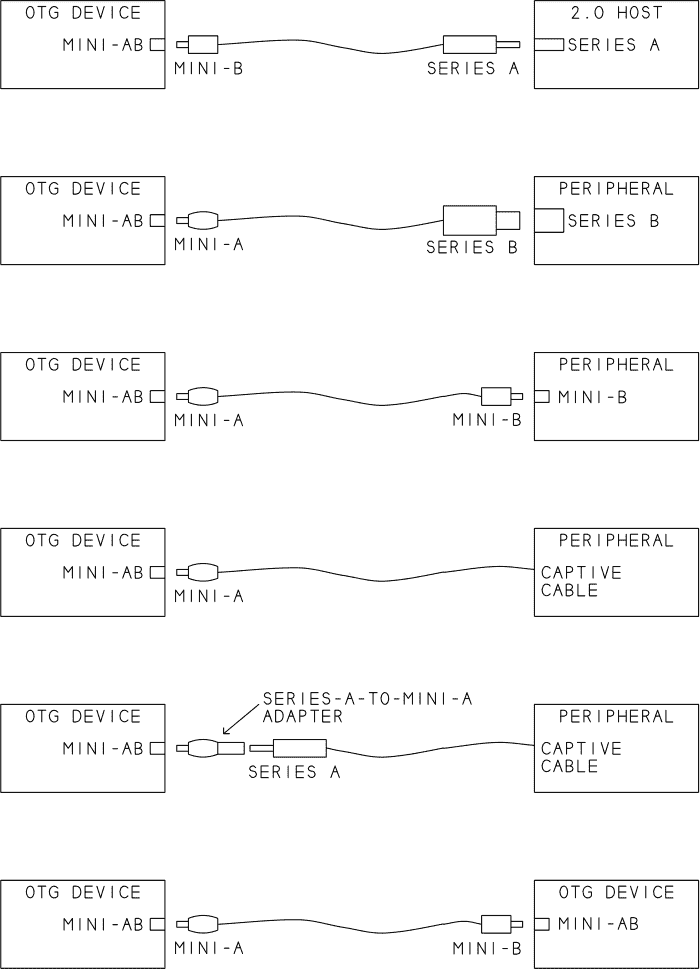 OTG DEVICE
2.0 HOST
MINI-AB
SERIES A
MINI-B
SERIES A
OTG DEVICE
PERIPHERAL
MINI-AB
SERIES B
MINI-A
SERIES B
OTG DEVICE
PERIPHERAL
MINI-AB
MINI-B
MINI-A
MINI-B
OTG DEVICE
PERIPHERAL
MINI-AB
CAPTIVE
CABLE
MINI-A
SERIES-A-TO-MINI-A
ADAPTER
OTG DEVICE
PERIPHERAL
MINI-AB
CAPTIVE
CABLE
SERIES A
OTG DEVICE
OTG DEVICE
MINI-AB
MINI-AB
MINI-A
MINI-B